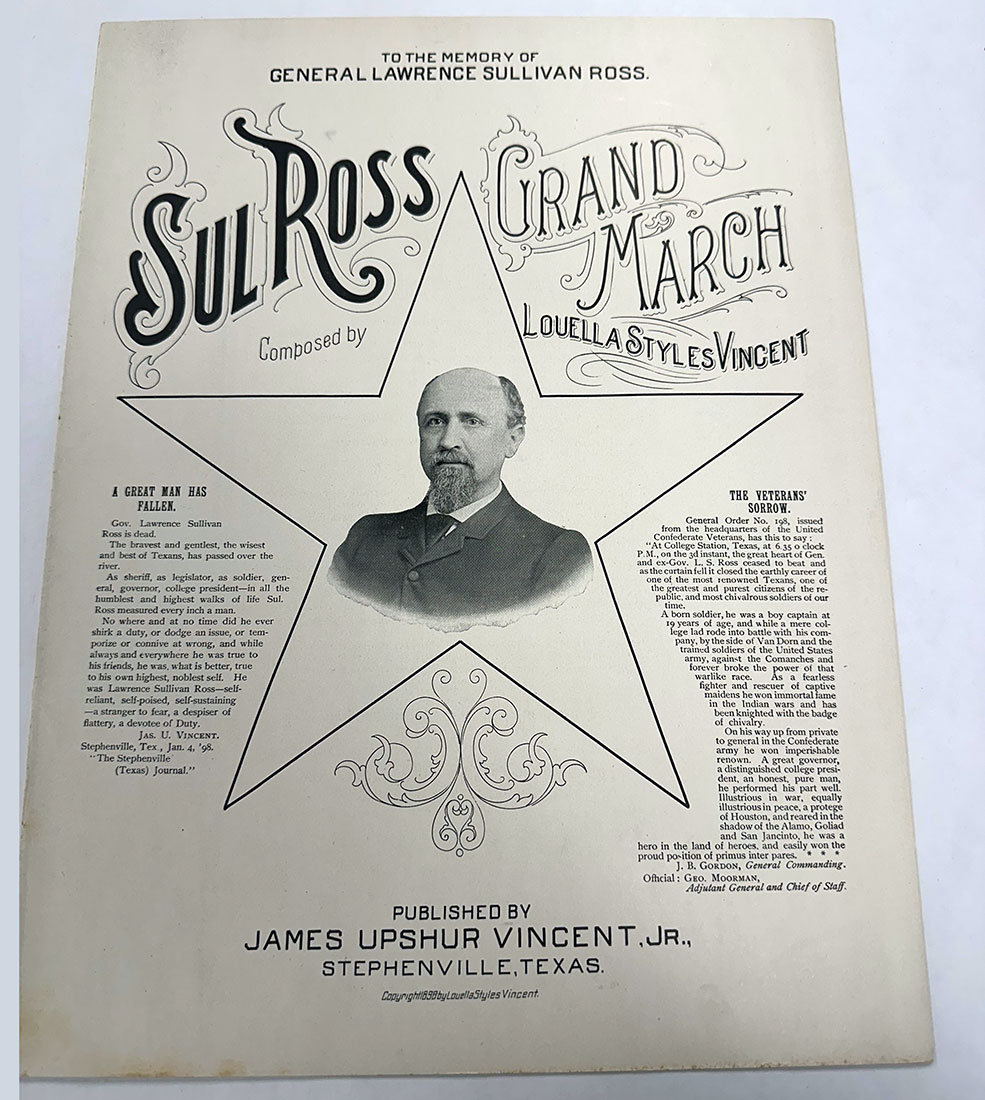 TO THE MEMORY OF
GENERAL LAWRENCE SULLIVAN ROSS.
SUL ROSS
GRAND
MARCH
Composed by
LOUELLA STYLES VINCENT
A GREAT MAN HAS
FALLEN.
Gov. Lawrence Sullivan
Ross is dead.
The bravest and gentlest, the wisest
and best of Texans, has passed over the
river.
As sheriff, as legislator, as soldier, gen-
eral, governor, college president—in all the
humblest and highest walks of life Sul.
Ross measured every inch a man.
No where and at no time did he ever
shirk a duty, or dodge an issue, or tem-
porize or connive at wrong, and while
always and everywhere he was true to
his friends, he was, what is better, true
to his own highest, noblest self. He
was Lawrence Sullivan Ross—self-
reliant, self-poised, self-sustaining
—a stranger to fear, a despiser of
flattery, a devotee of Duty.
JAS. U. VINCENT.
Stephenville, Tex., Jan. 4, '98.
"The Stephenville
(Texas) Journal."
THE VETERANS'
SORROW.
General Order No. 198, issued
from the headquarters of the United
Confederate Veterans, has this to say:
"At College Station, Texas, at 6.35 o clock
P.M., on the 3d instant, the great heart of Gen.
and ex-Gov. L. S. Ross ceased to beat and
as the curtain fell it closed the earthly career of
one of the most renowned Texans, one of
the greatest and purest citizens of the re-
public, and most chivalrous soldiers of our
time.
A born soldier, he was a boy captain at
19 years of age, and while a mere col-
lege lad rode into battle with his com-
pany, by the side of Van Dorn and the
trained soldiers of the United States
army, against the Comanches and
forever broke the power of that
warlike race. As a fearless
fighter and rescuer of captive
maidens he won immortal fame
in the Indian wars and has
been knighted with the badge
of chivalry.
On his way up from private
to general in the Confederate
army he won imperishable
renown. A great governor,
a distinguished college presi-
dent, an honest, pure man,
he performed his part well.
Illustrious in war, equally
illustrious in peace, a protege
of Houston, and reared in the
shadow of the Alamo, Goliad
and San Jancinto, he was a
hero in the land of heroes, and easily won the
proud position of primus inter pares. * * *
J. B. GORDON, General Commanding.
Official: GEO. MOORMAN,
Adjutant General and Chief of Staff.
PUBLISHED BY
JAMES UPSHUR VINCENT, JR.,
STEPHENVILLE, TEXAS.
Copyright 1898 by Louella Styles Vincent.